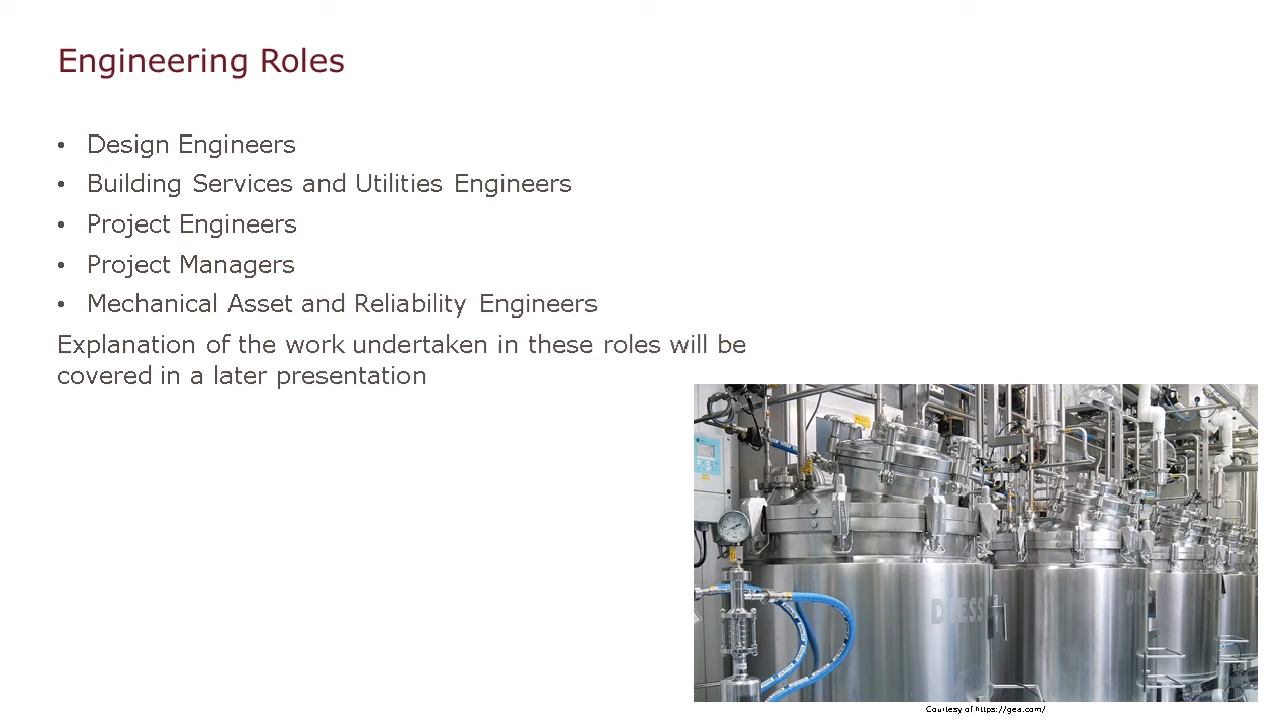 Engineering Roles
• Design Engineers
• Building Services and Utilities Engineers
• Project Engineers
• Project Managers
• Mechanical Asset and Reliability Engineers
Explanation of the work undertaken in these roles will be
covered in a later presentation
Courtesy of https://gea.com/